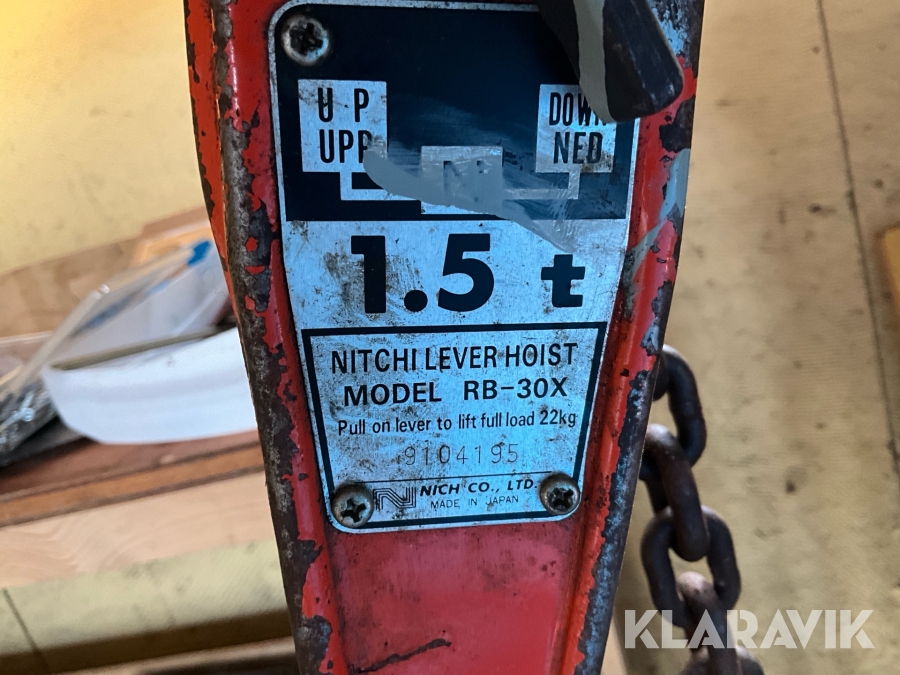 UP DOWN
UPP NED
1.5 t
NITCHI LEVER HOIST
MODEL RB-30X
Pull on lever to lift full load 22kg
9104195
N NICH CO., LTD.
MADE IN JAPAN
KLARAVIK